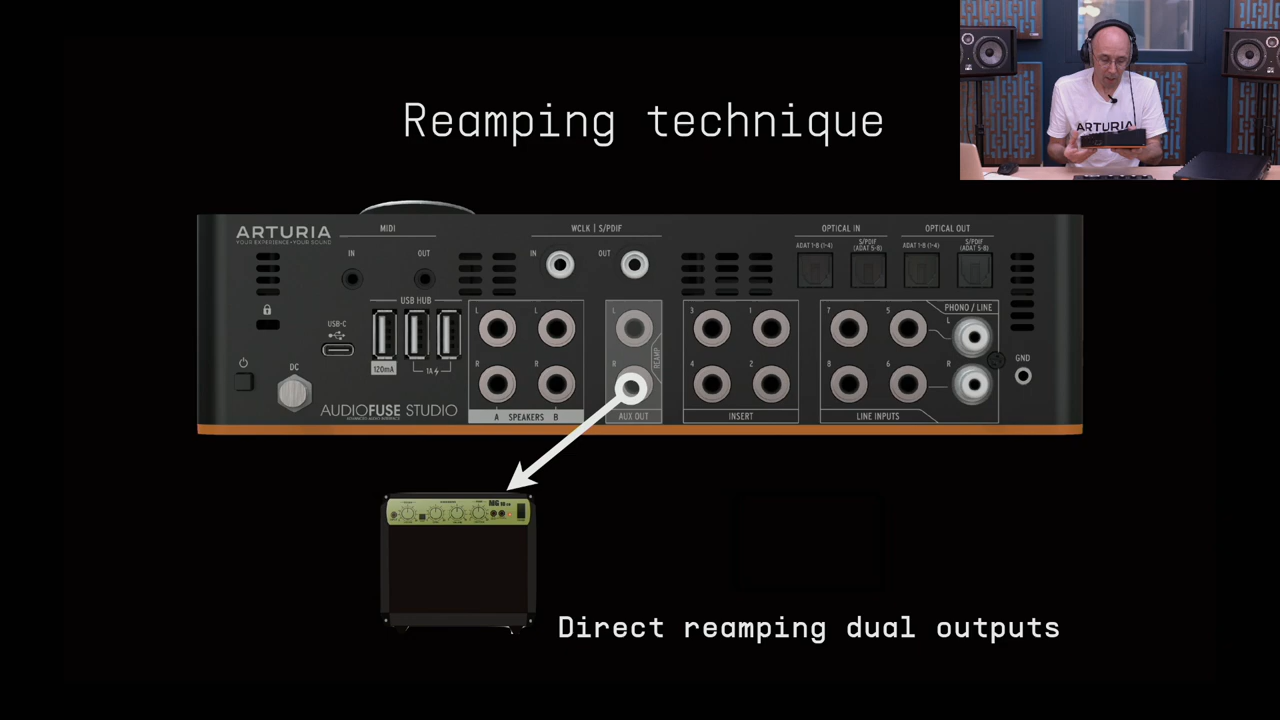 Reamping technique
ARTURIA
ARTURIA
YOUR EXPERIENCE • YOUR SOUND
MIDI
IN
OUT
WCLK | S/PDIF
IN
OUT
OPTICAL IN
ADAT 1-8 (1-4)
S/PDIF
(ADAT 5-8)
OPTICAL OUT
ADAT 1-8 (1-4)
S/PDIF
(ADAT 5-8)
USB-C
DC
USB HUB
120mA
1A
AUDIOFUSE STUDIO
L
L
R
R
A SPEAKERS B
L
R
REAMP
AUX OUT
3
1
4
2
INSERT
7
5
8
6
LINE INPUTS
PHONO / LINE
L
R
GND
Direct reamping dual outputs